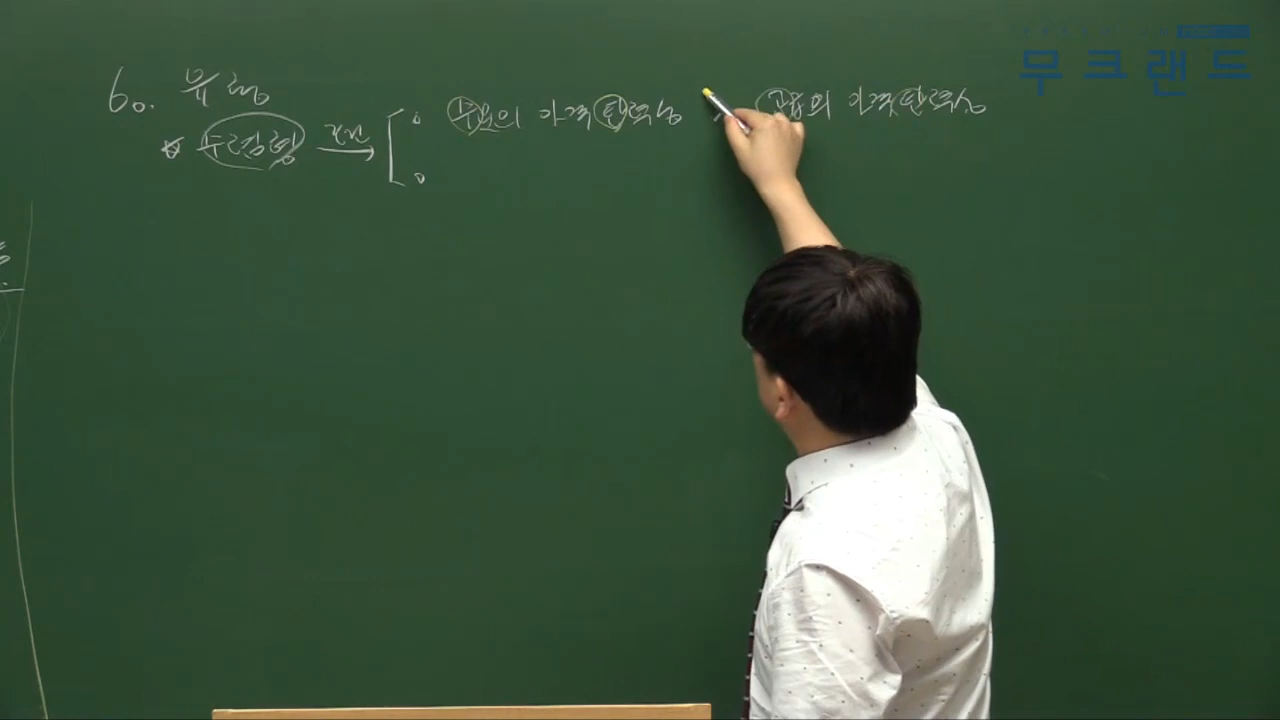 무크랜드
6. 유형
☆ 수렴형 조건→ 수요의 가격탄력성 공급의 가격탄력성